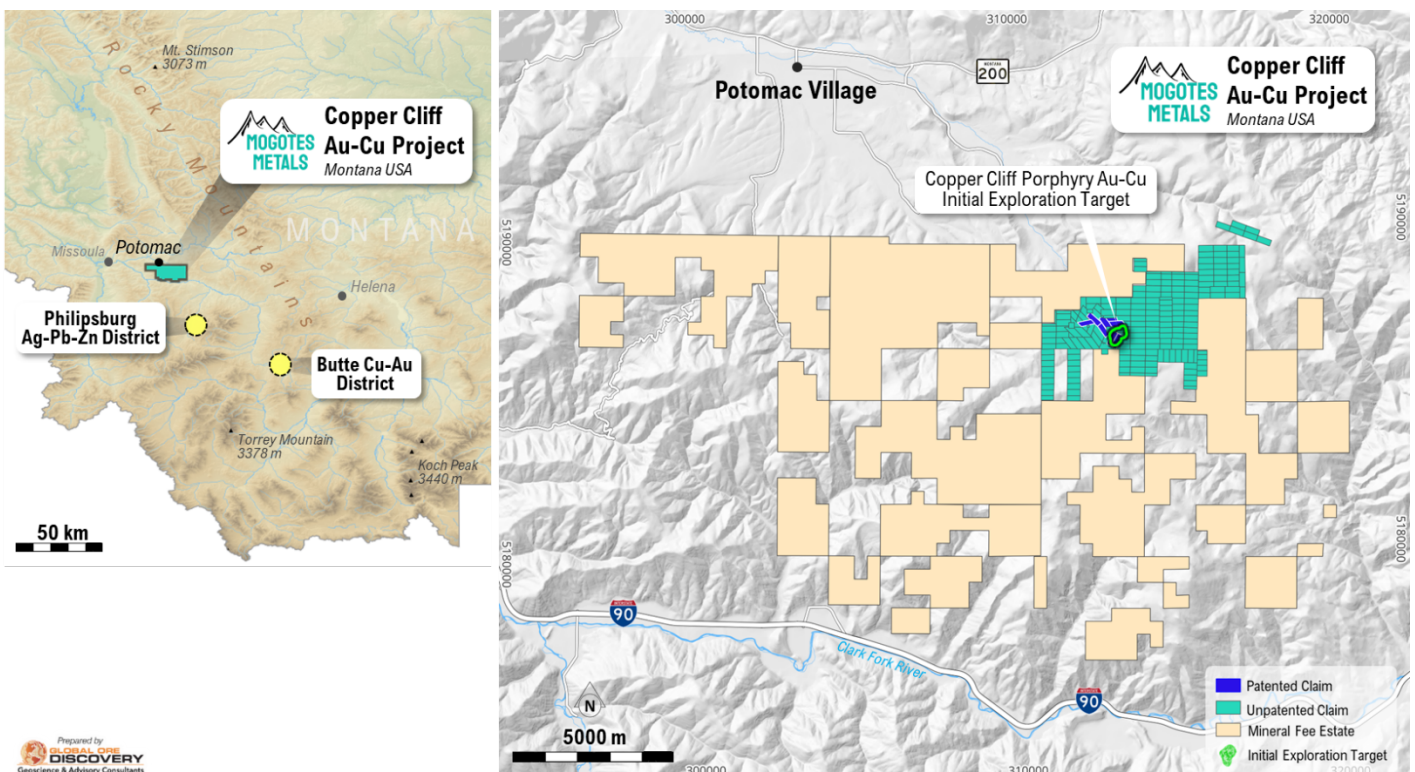 Rocky Mountains
Mt. Stimson
3073 m
MOGOTES
METALS
Copper Cliff
Au-Cu Project
Montana USA
MONTANA
Missoula
Potomac
Helena
Philipsburg
Ag-Pb-Zn District
Butte Cu-Au
District
Torrey Mountain
3378 m
Koch Peak
3440 m
50 km
Prepared by
GLOBAL ORE
DISCOVERY
Geoscience & Advisory Consultants
300000
310000
320000
MONTANA
200
Potomac Village
MOGOTES
METALS
Copper Cliff
Au-Cu Project
Montana USA
Copper Cliff Porphyry Au-Cu
Initial Exploration Target
5190000
5190000
5180000
5180000
90
Clark Fork River
90
N
5000 m
Patented Claim
Unpatented Claim
Mineral Fee Estate
Initial Exploration Target
300000
310000
320000